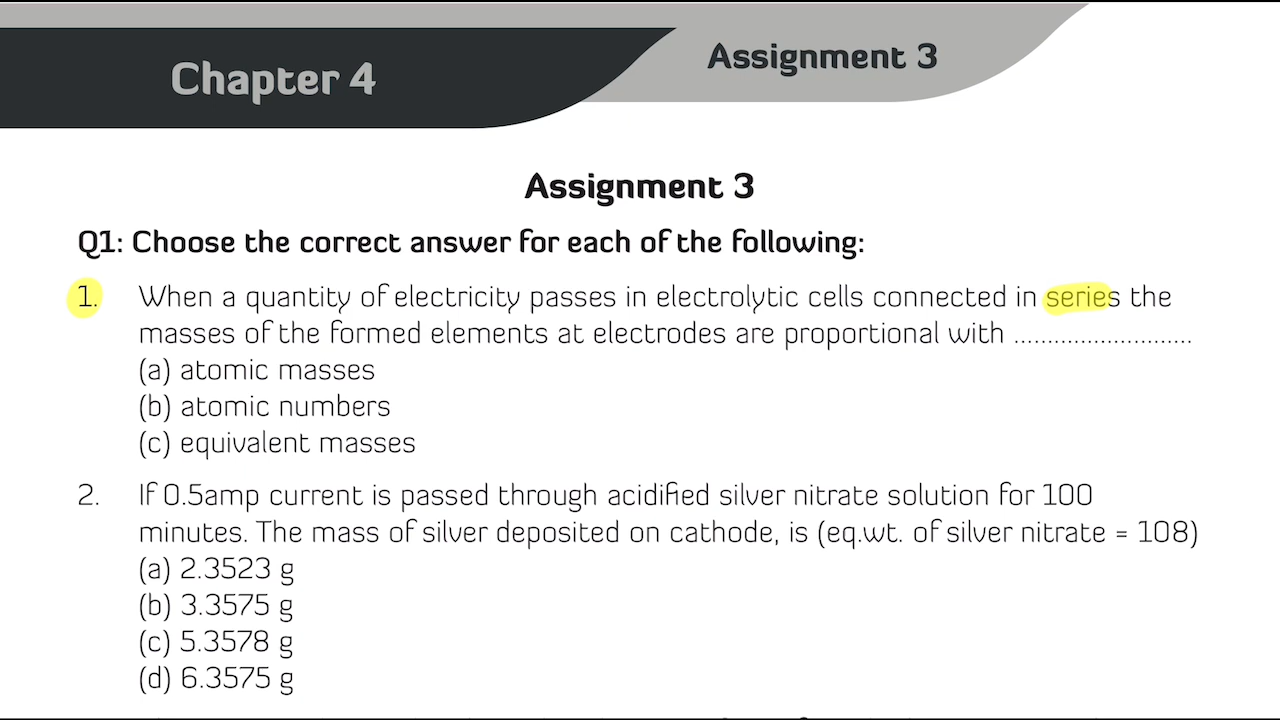 Chapter 4
Assignment 3
Assignment 3
Q1: Choose the correct answer for each of the following:
1. When a quantity of electricity passes in electrolytic cells connected in series the
masses of the formed elements at electrodes are proportional with ...........................
(a) atomic masses
(b) atomic numbers
(c) equivalent masses
2. If 0.5amp current is passed through acidified silver nitrate solution for 100
minutes. The mass of silver deposited on cathode, is (eq.wt. of silver nitrate = 108)
(a) 2.3523 g
(b) 3.3575 g
(c) 5.3578 g
(d) 6.3575 g